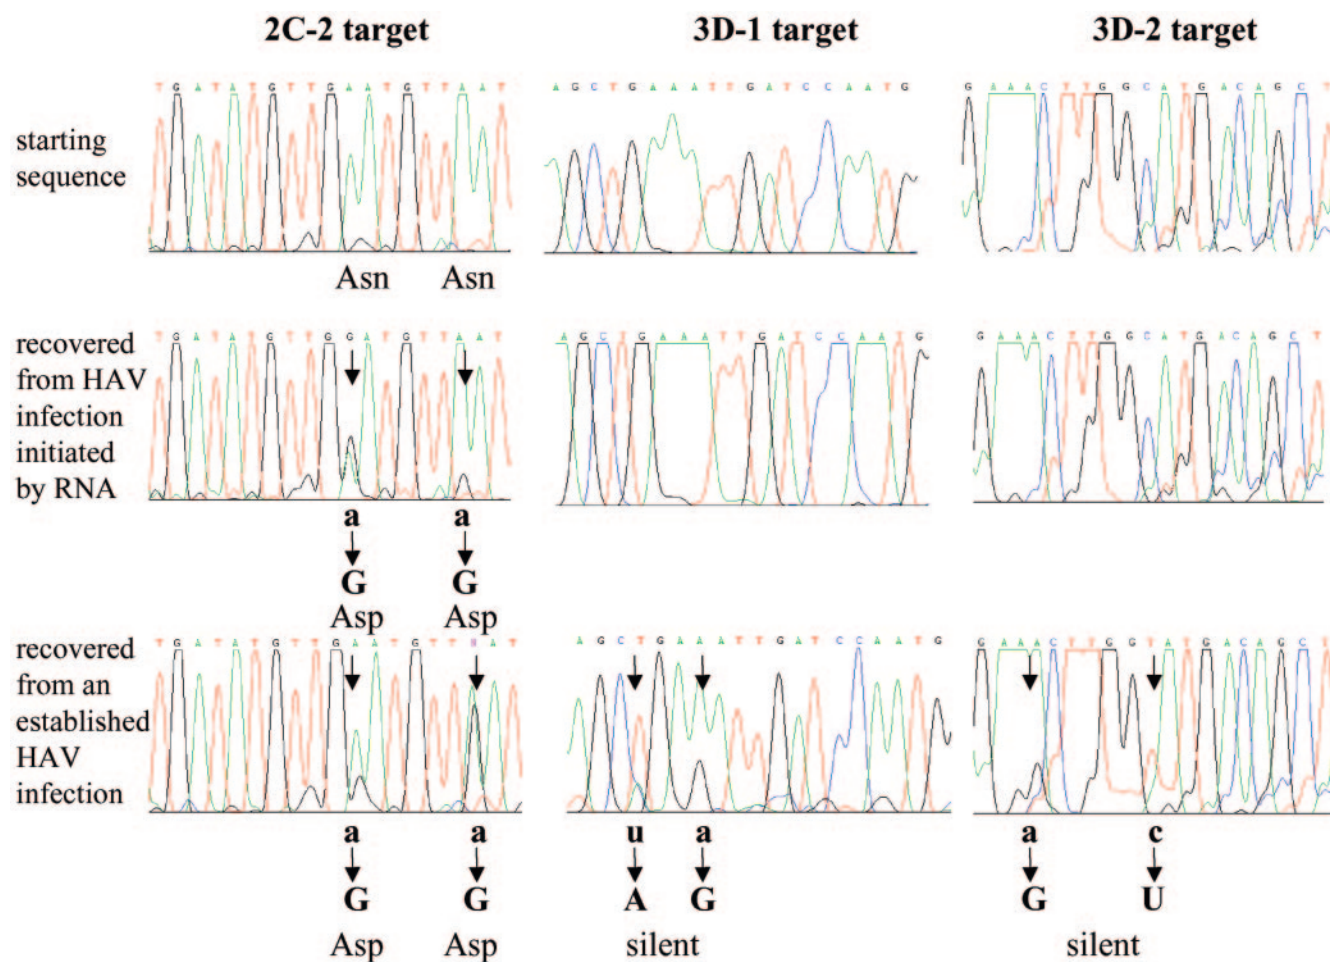 2C-2 target 3D-1 target 3D-2 target
T G A T A T G T T G A A T G T T A A T A G C T G A A A T T G A T C C A A T G G A A A C T T G G C A T G A C A G C T
starting
sequence
Asn Asn
recovered
from HAV
infection
initiated
by RNA
T G A T A T G T T G G A T G T T A A T A G C T G A A A T T G A T C C A A T G G A A A C T T G G C A T G A C A G C T
a a
G G
Asp Asp
recovered
from an
established
HAV
infection
T G A T A T G T T G A A T G T T N A T A G C T G A A A T T G A T C C A A T G G A A A C T T G G T A T G A C A G C T
a a u a a c
G G A G G U
Asp Asp silent silent